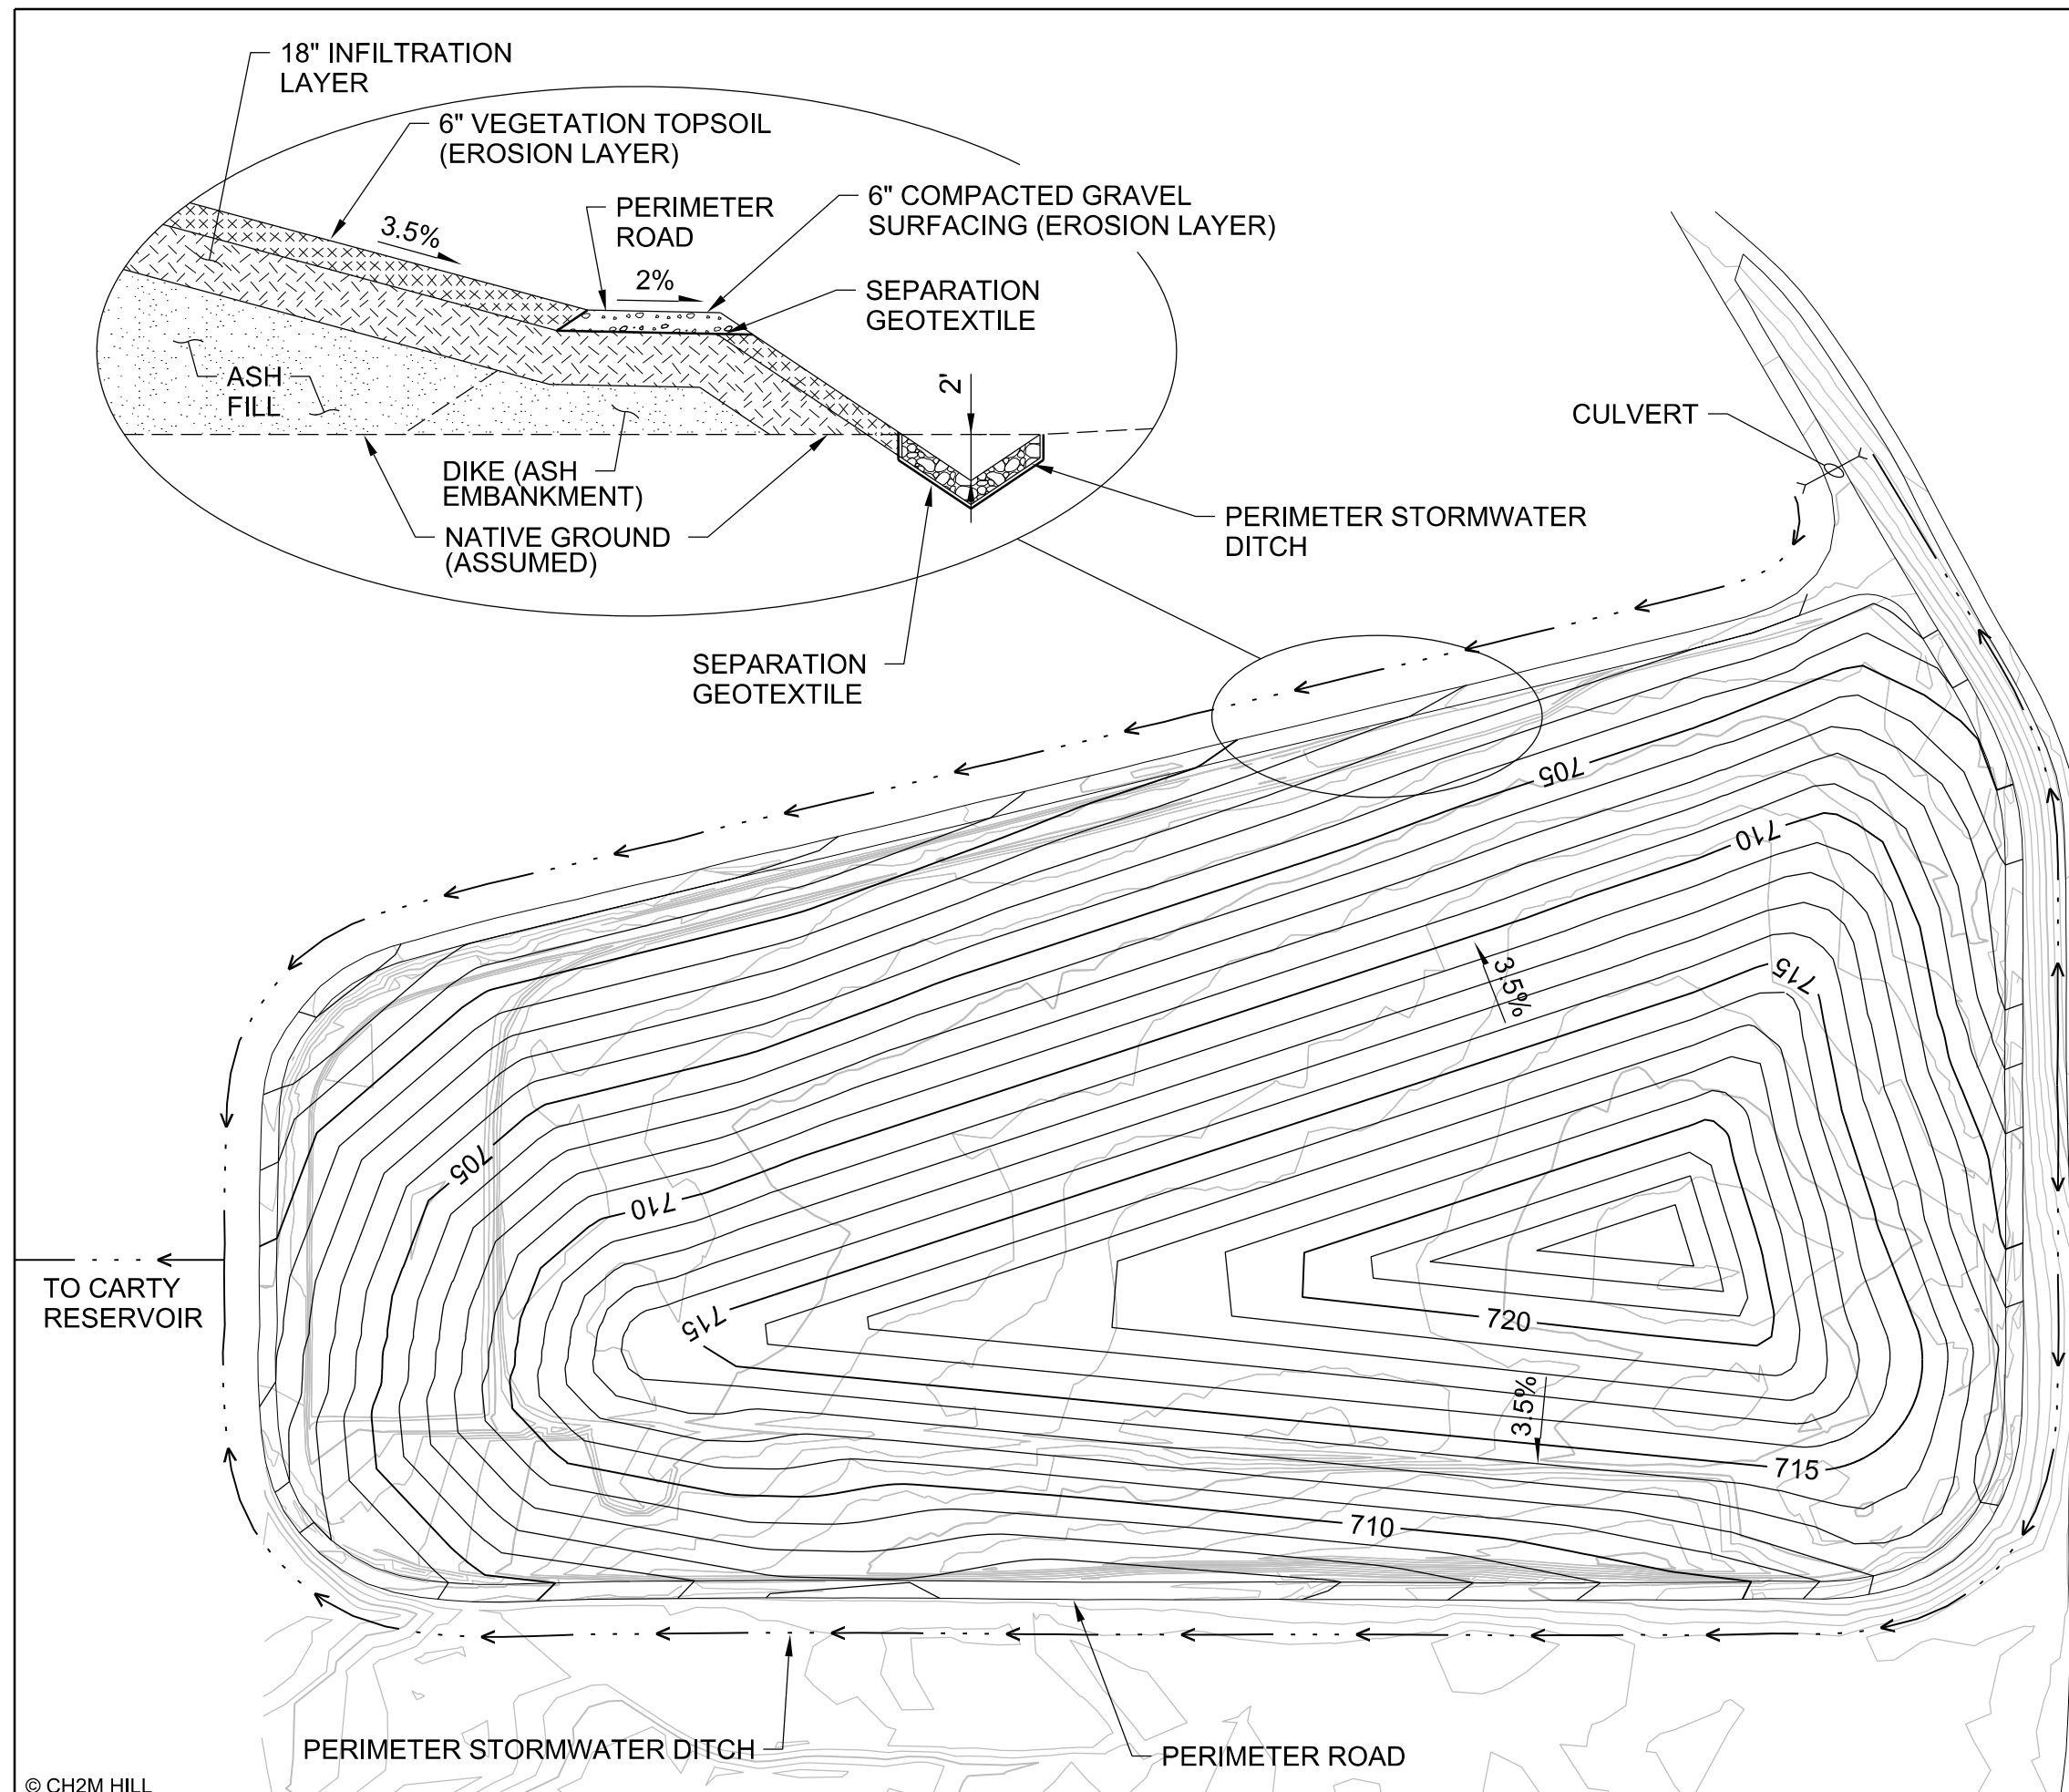 18" INFILTRATION
LAYER
6" VEGETATION TOPSOIL
(EROSION LAYER)
3.5%
PERIMETER
ROAD
2%
6" COMPACTED GRAVEL
SURFACING (EROSION LAYER)
SEPARATION
GEOTEXTILE
ASH
FILL
2'
DIKE (ASH
EMBANKMENT)
NATIVE GROUND
(ASSUMED)
PERIMETER STORMWATER
DITCH
SEPARATION
GEOTEXTILE
CULVERT
705
710
715
3.5%
705
710
715
720
3.5%
715
710
TO CARTY
RESERVOIR
PERIMETER STORMWATER DITCH
PERIMETER ROAD
© CH2M HILL